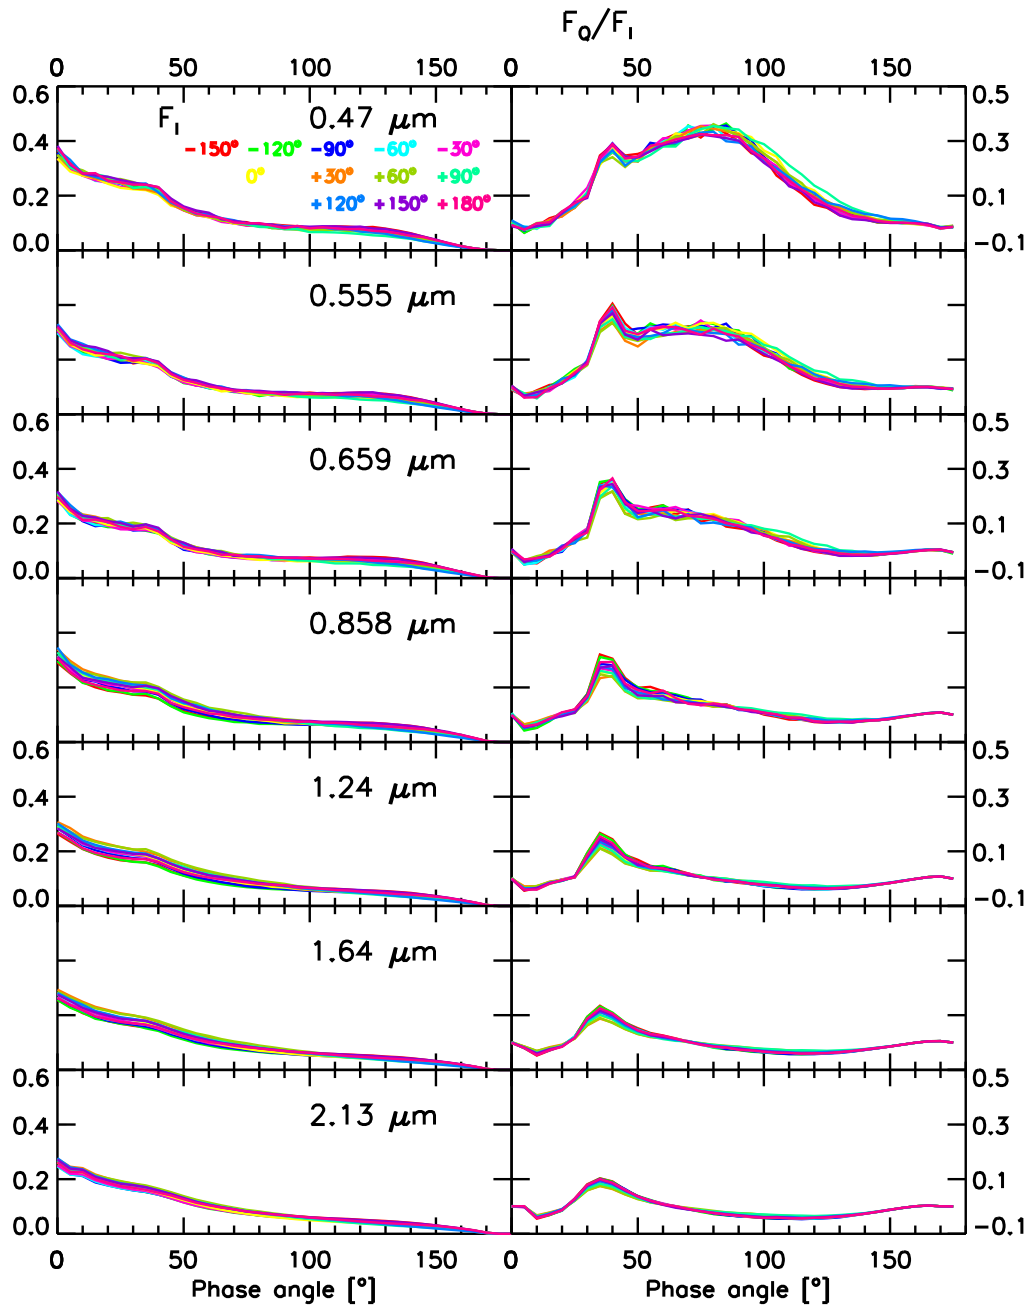 F_Q/F_I
0 50 100 150 0 50 100 150
0.6 0.5
F_I 0.47 μm
0.4 0.3
−150° −120° −90° −60° −30°
0° +30° +60° +90°
0.2 +120° +150° +180° 0.1
0.0 −0.1
0.555 μm
0.6 0.5
0.659 μm
0.4 0.3
0.2 0.1
0.0 −0.1
0.858 μm
0.6 0.5
1.24 μm
0.4 0.3
0.2 0.1
0.0 −0.1
1.64 μm
0.6 0.5
2.13 μm
0.4 0.3
0.2 0.1
0.0 −0.1
0 50 100 150 0 50 100 150
Phase angle [°] Phase angle [°]